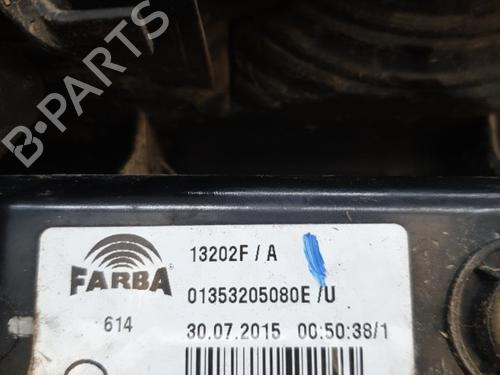 B-PARTS
13202F / A
FARBA
01353205080E /U
614
30.07.2015 00:50:38/1